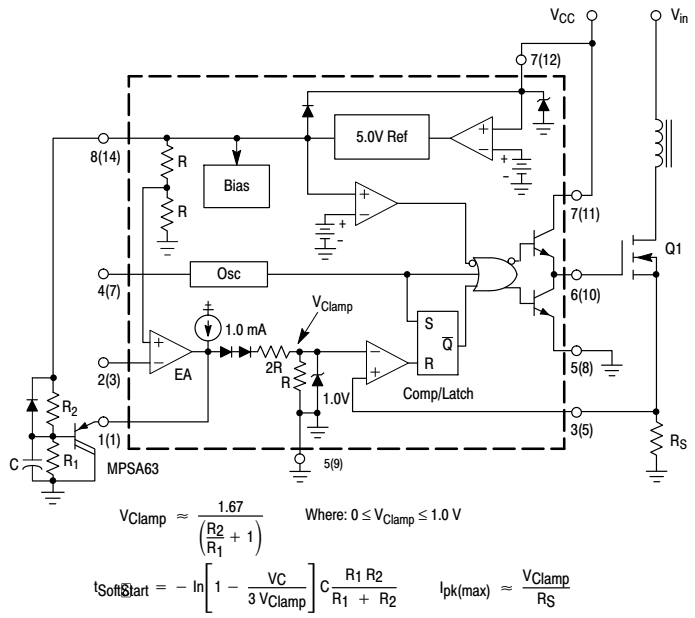 VCC
Vin
7(12)
5.0V Ref
+
−
+
-
8(14)
R
Bias
R
+
−
+
-
7(11)
Q1
4(7)
Osc
6(10)
VClamp
+
1.0 mA
S
Q
R
5(8)
2(3)
+
−
EA
2R
R
1.0V
−
+
Comp/Latch
R2
1(1)
3(5)
C
R1
MPSA63
5(9)
RS
VClamp ≈ 1.67 / (R2/R1 + 1) Where: 0 ≤ VClamp ≤ 1.0 V
tSoftStart = − ln[1 − VC / 3 VClamp] C R1 R2 / R1 + R2 Ipk(max) ≈ VClamp / RS